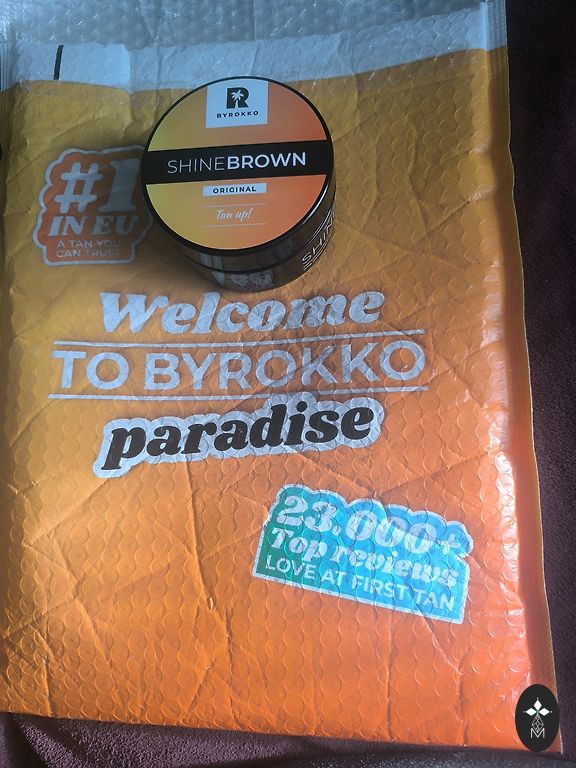 BYROKKO
SHINEBROWN
ORIGINAL
Tan up!
SHINE
#1
IN EU
A TAN YOU
CAN TRUST
Welcome
TO BYROKKO
paradise
23.000+
Top reviews
LOVE AT FIRST TAN
M